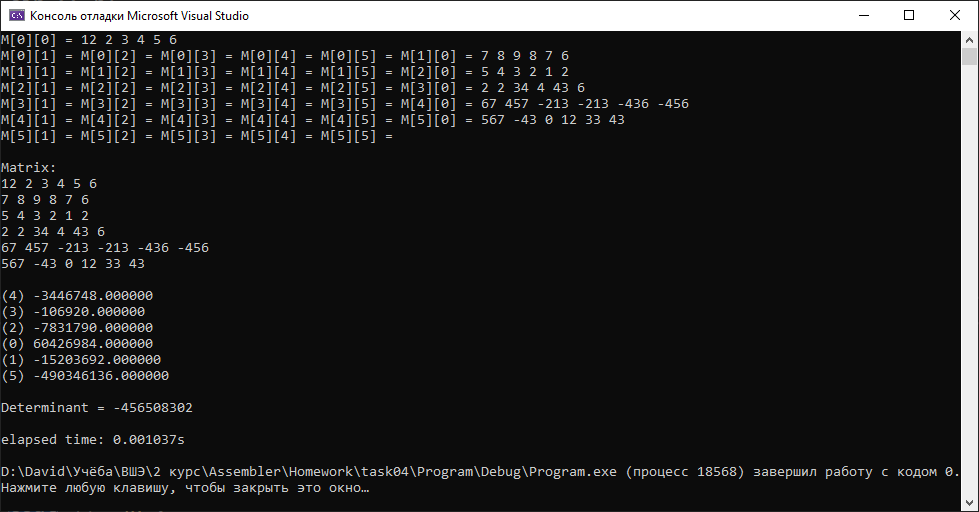 Консоль отладки Microsoft Visual Studio
M[0][0] = 12 2 3 4 5 6
M[0][1] = M[0][2] = M[0][3] = M[0][4] = M[0][5] = M[1][0] = 7 8 9 8 7 6
M[1][1] = M[1][2] = M[1][3] = M[1][4] = M[1][5] = M[2][0] = 5 4 3 2 1 2
M[2][1] = M[2][2] = M[2][3] = M[2][4] = M[2][5] = M[3][0] = 2 2 34 4 43 6
M[3][1] = M[3][2] = M[3][3] = M[3][4] = M[3][5] = M[4][0] = 67 457 -213 -213 -436 -456
M[4][1] = M[4][2] = M[4][3] = M[4][4] = M[4][5] = M[5][0] = 567 -43 0 12 33 43
M[5][1] = M[5][2] = M[5][3] = M[5][4] = M[5][5] =
Matrix:
12 2 3 4 5 6
7 8 9 8 7 6
5 4 3 2 1 2
2 2 34 4 43 6
67 457 -213 -213 -436 -456
567 -43 0 12 33 43
(4) -3446748.000000
(3) -106920.000000
(2) -7831790.000000
(0) 60426984.000000
(1) -15203692.000000
(5) -490346136.000000
Determinant = -456508302
elapsed time: 0.001037s
D:\David\Учёба\ВШЭ\2 курс\Assembler\Homework\task04\Program\Debug\Program.exe (процесс 18568) завершил работу с кодом 0.
Нажмите любую клавишу, чтобы закрыть это окно…